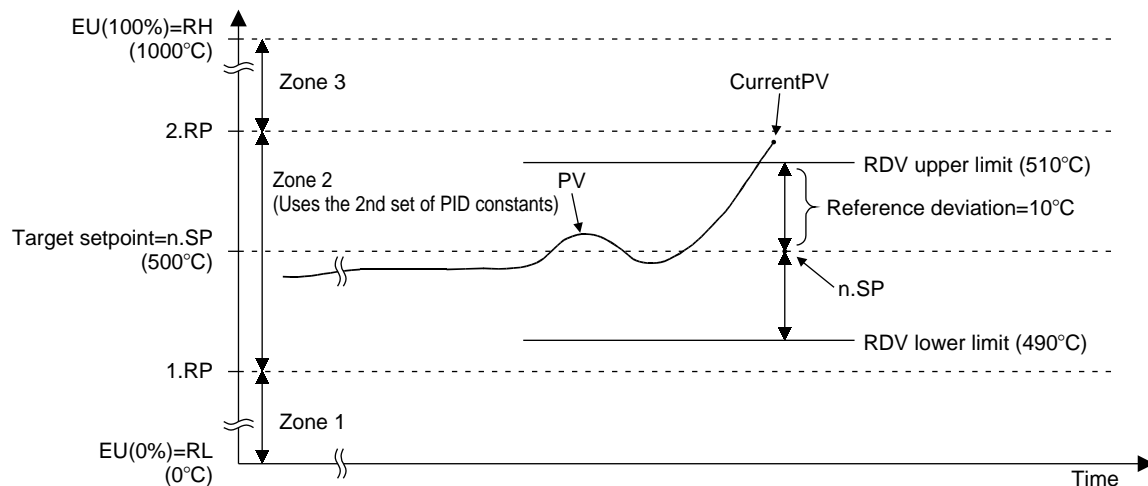 EU(100%)=RH
(1000°C)
Zone 3
CurrentPV
2.RP
RDV upper limit (510°C)
Zone 2
(Uses the 2nd set of PID constants)
PV
Reference deviation=10°C
Target setpoint=n.SP
(500°C)
n.SP
RDV lower limit (490°C)
1.RP
Zone 1
EU(0%)=RL
(0°C)
Time